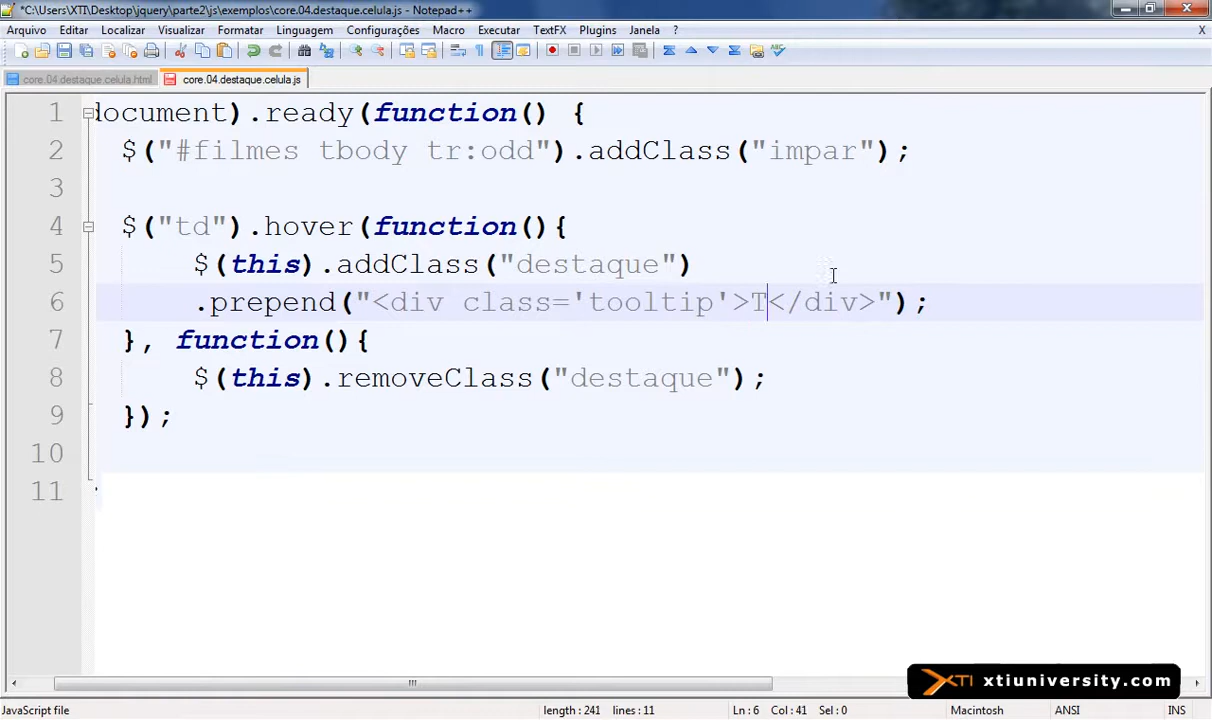 *C:\Users\XTI\Desktop\jquery\parte2\js\exemplos\core.04.destaque.celula.js - Notepad++
Arquivo Editar Localizar Visualizar Formatar Linguagem Configurações Macro Executar TextFX Plugins Janela ? X
core.04.destaque.celula.html core.04.destaque.celula.js
1 document).ready(function() {
2 $("#filmes tbody tr:odd").addClass("impar");
3
4 $("td").hover(function(){
5 $(this).addClass("destaque")
6 .prepend("<div class='tooltip'>T</div>");
7 }, function(){
8 $(this).removeClass("destaque");
9 });
10
11
XTI xtiuniversity.com
JavaScript file length : 241 lines : 11 Ln : 6 Col : 41 Sel : 0 Macintosh ANSI INS